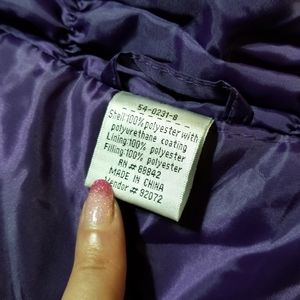 54-0231-8
Shell:100% polyester with
polyurethane coating
Lining:100% polyester
Filling:100% polyester
RN# 88842
MADE IN CHINA
Vendor# 92072